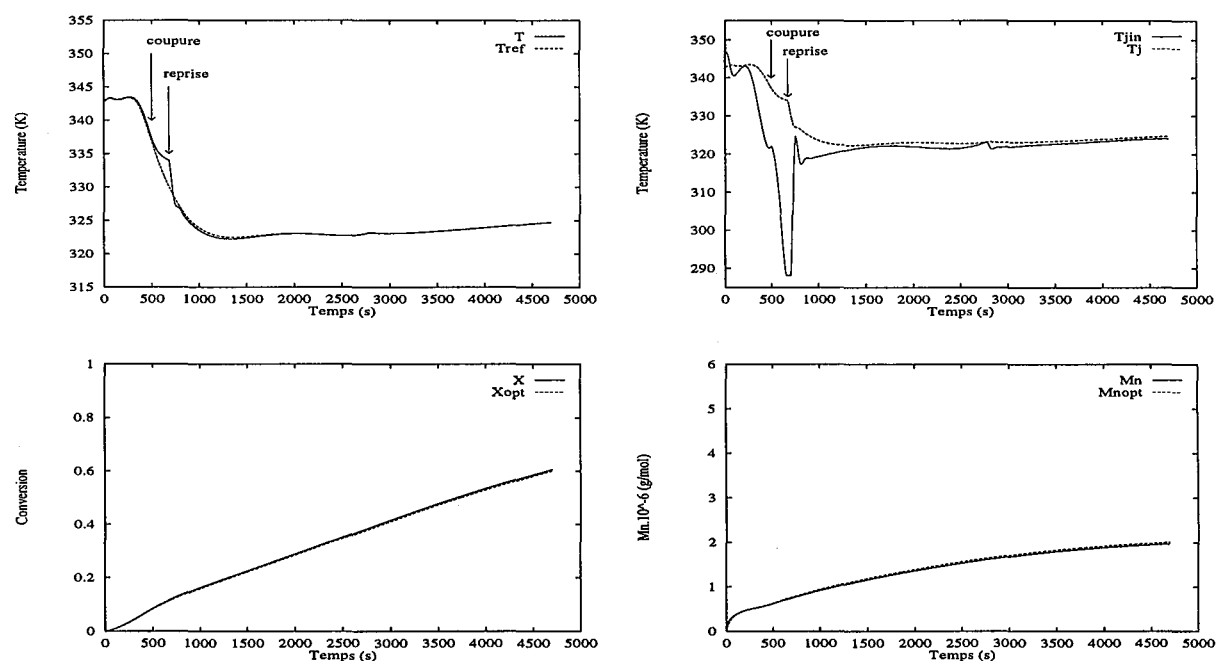 355
350
345
340
335
330
325
320
315
Temperature (K)
T
Tref
coupure
reprise
0 500 1000 1500 2000 2500 3000 3500 4000 4500 5000
Temps (s)
350
340
330
320
310
300
290
Temperature (K)
Tjin
Tj
coupure
reprise
0 500 1000 1500 2000 2500 3000 3500 4000 4500 5000
Temps (s)
1
0.8
0.6
0.4
0.2
0
Conversion
X
Xopt
0 500 1000 1500 2000 2500 3000 3500 4000 4500 5000
Temps (s)
6
5
4
3
2
1
0
Mn.10^-6 (g/mol)
Mn
Mnopt
0 500 1000 1500 2000 2500 3000 3500 4000 4500 5000
Temps (s)